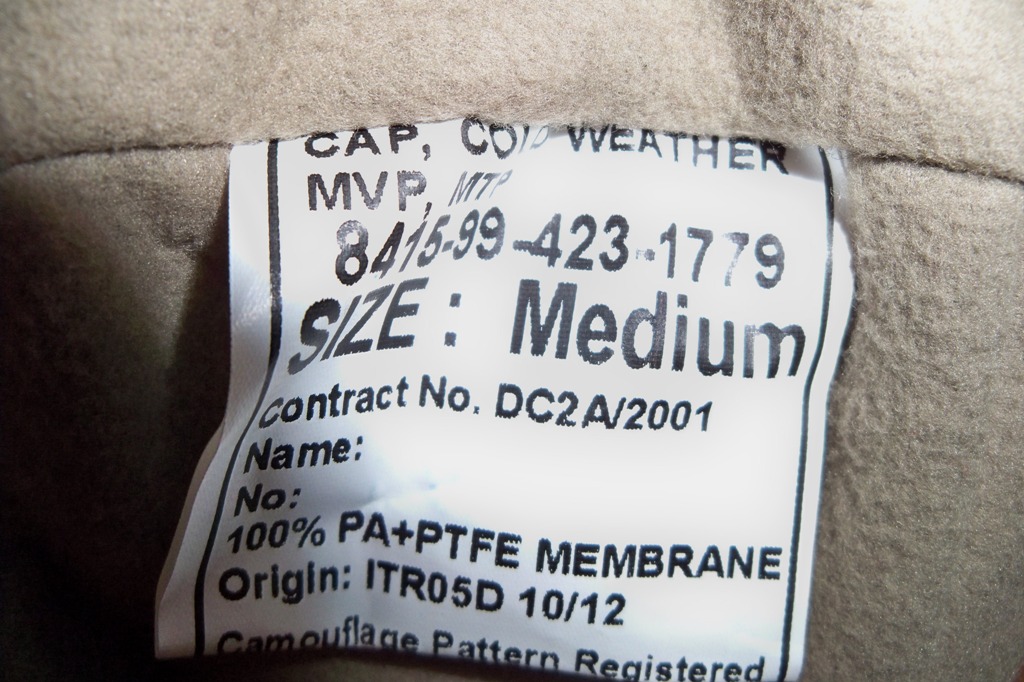 CAP, COLD WEATHER
MVP, MTP
8415-99-423-1779
SIZE: Medium
Contract No. DC2A/2001
Name:
No:
100% PA+PTFE MEMBRANE
Origin: ITR05D 10/12
Camouflage Pattern Registered